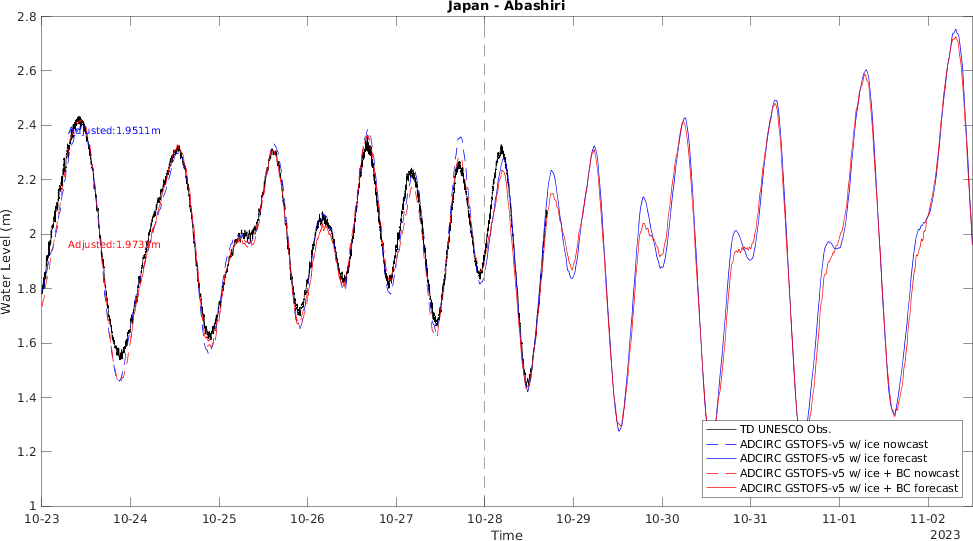 Japan - Abashiri
Water Level (m)
2.8
2.6
2.4
2.2
2
1.8
1.6
1.4
1.2
1
Adjusted:1.9511m
Adjusted:1.9735m
TD UNESCO Obs.
ADCIRC GSTOFS-v5 w/ ice nowcast
ADCIRC GSTOFS-v5 w/ ice forecast
ADCIRC GSTOFS-v5 w/ ice + BC nowcast
ADCIRC GSTOFS-v5 w/ ice + BC forecast
10-23 10-24 10-25 10-26 10-27 10-28 10-29 10-30 10-31 11-01 11-02
Time
2023